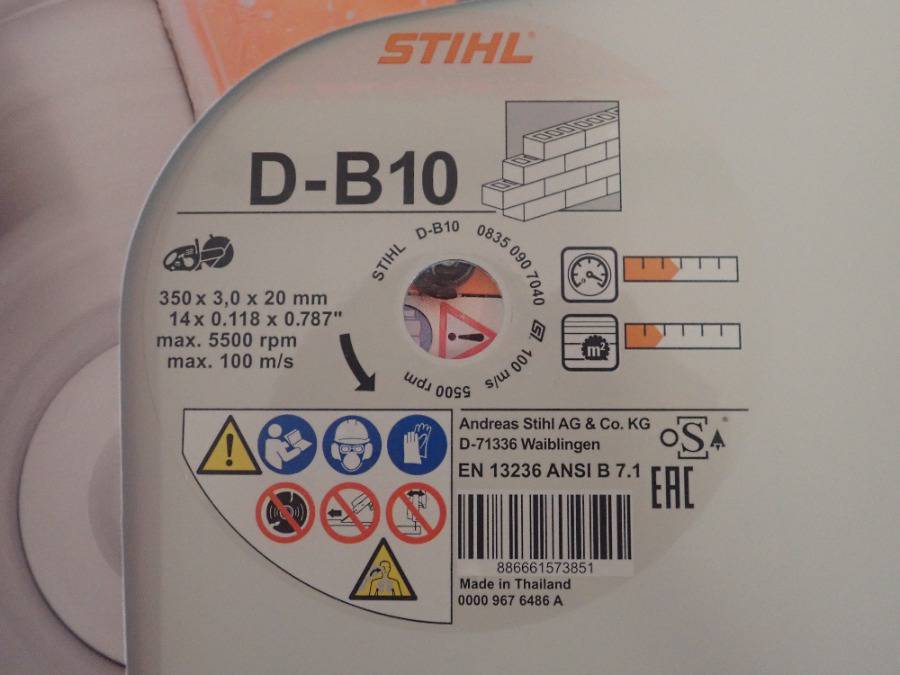 STIHL
D-B10
STIHL D-B10 0835 090 7040
100 m/s
5500 rpm
350 x 3,0 x 20 mm
14 x 0.118 x 0.787"
max. 5500 rpm
max. 100 m/s
m²
Andreas Stihl AG & Co. KG
D-71336 Waiblingen
EN 13236 ANSI B 7.1
oS
EAC
886661573851
Made in Thailand
0000 967 6486 A